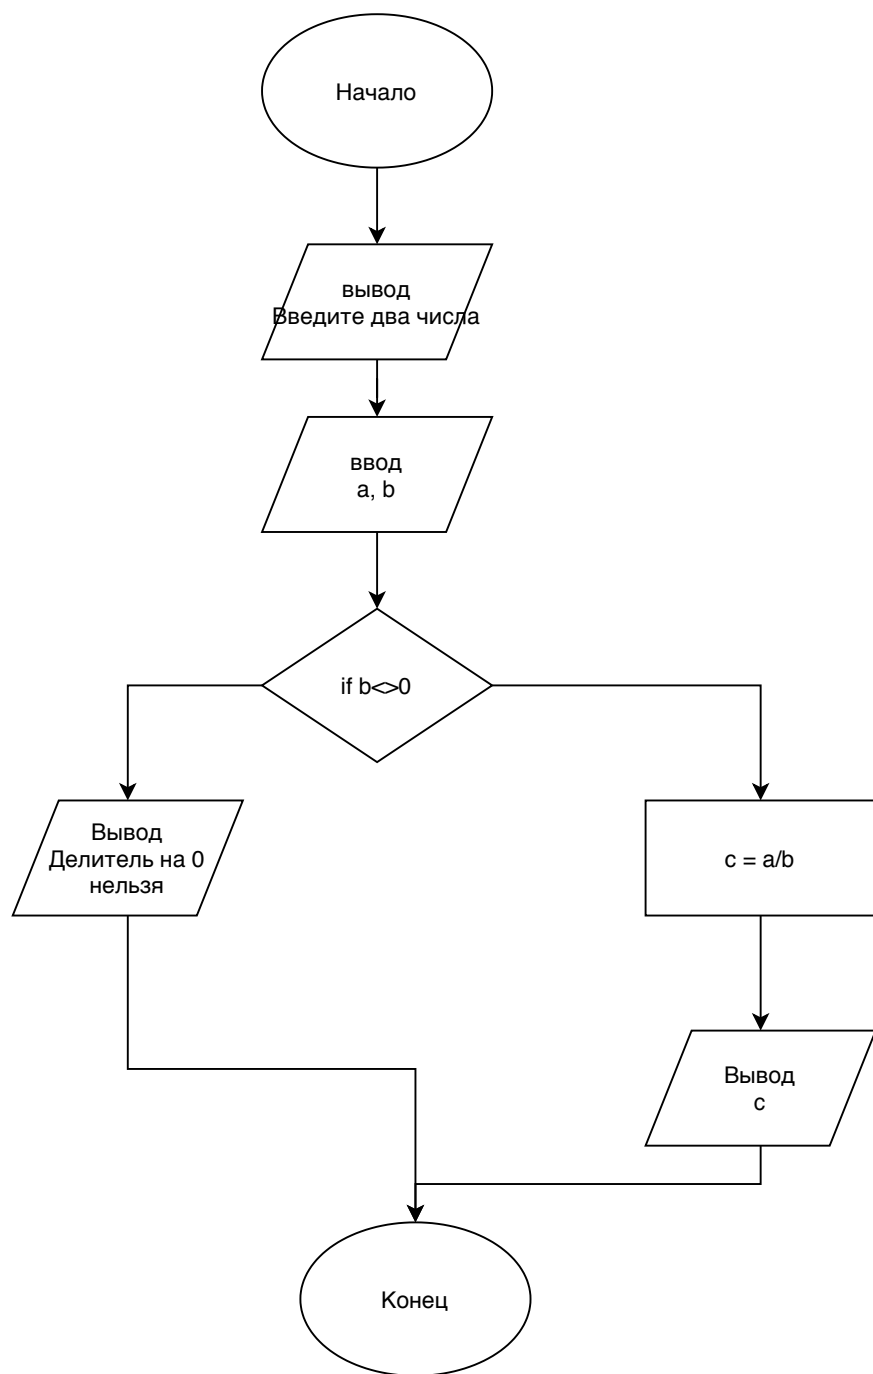 Начало
вывод
Введите два числа
ввод
a, b
if b<>0
Вывод
Делитель на 0
нельзя
c = a/b
Вывод
c
Конец